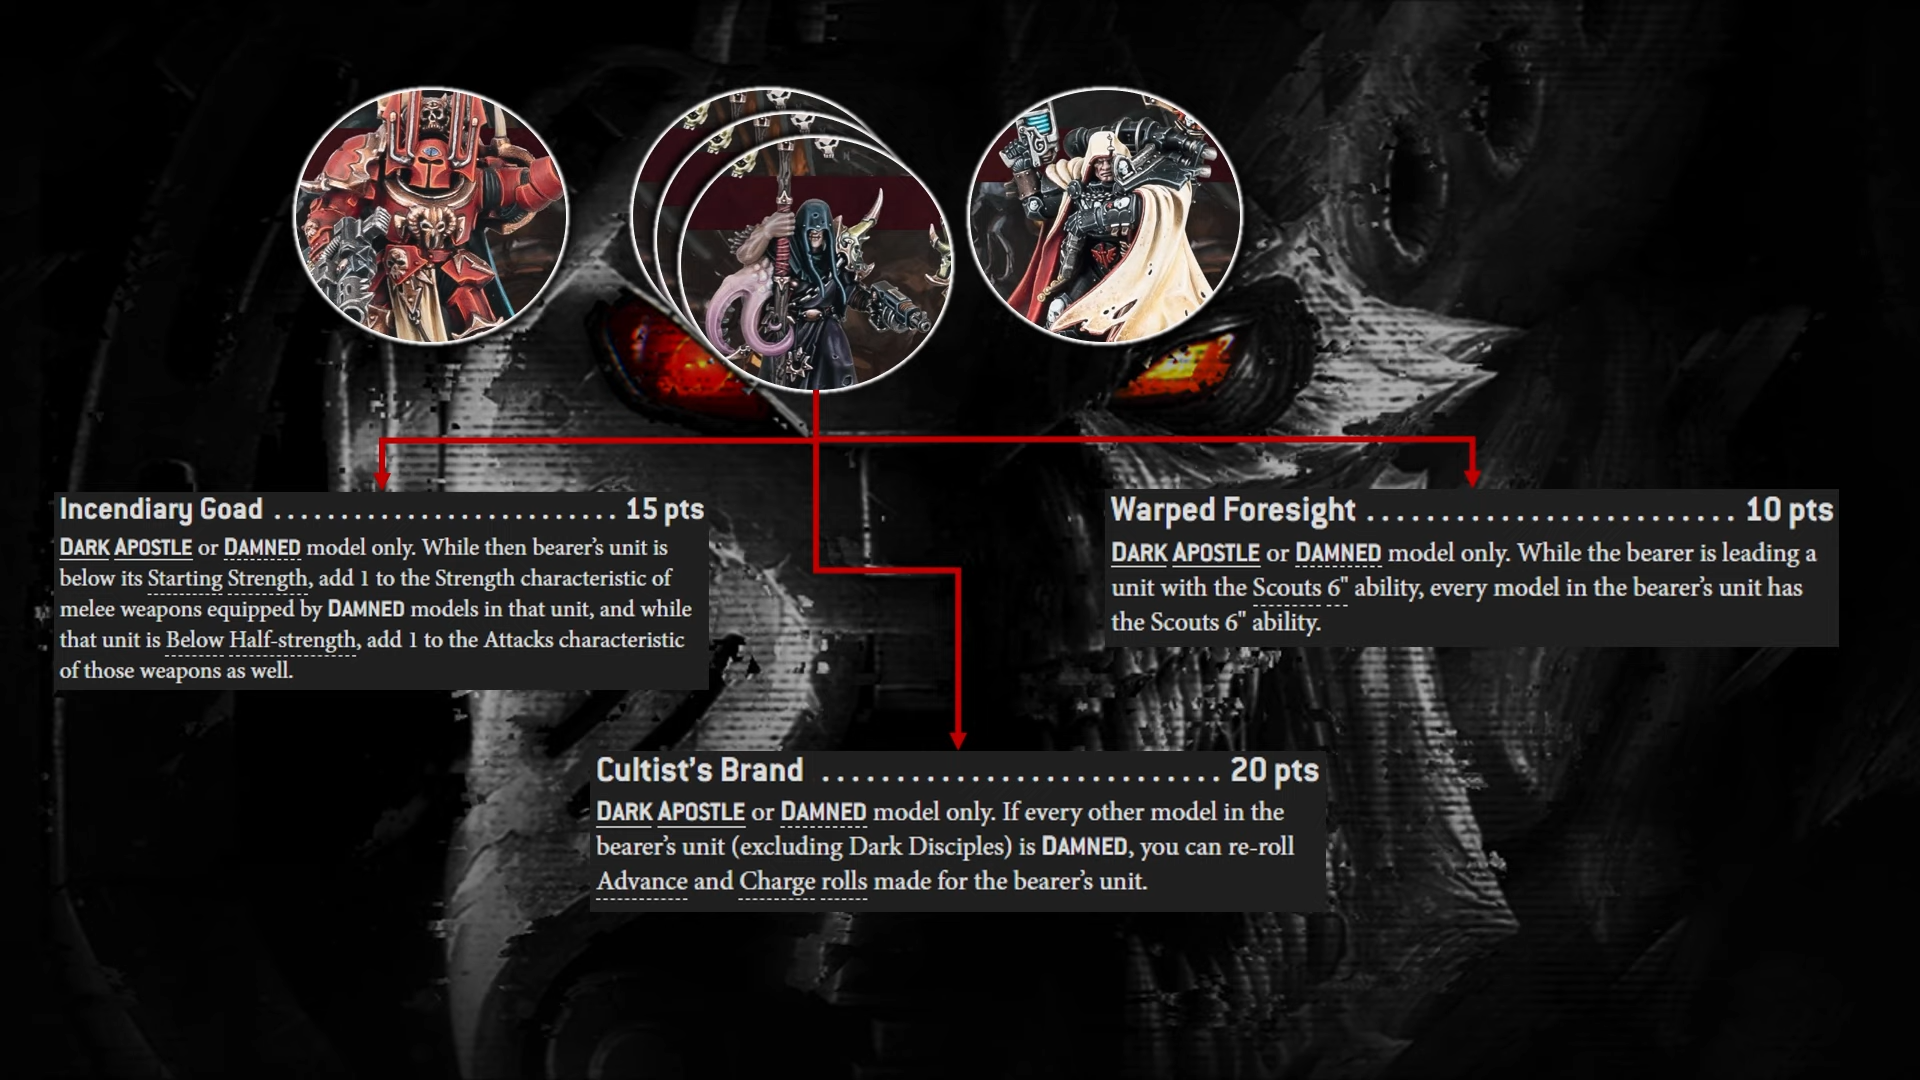 Incendiary Goad .......................... 15 pts
DARK APOSTLE or DAMNED model only. While then bearer's unit is
below its Starting Strength, add 1 to the Strength characteristic of
melee weapons equipped by DAMNED models in that unit, and while
that unit is Below Half-strength, add 1 to the Attacks characteristic
of those weapons as well.
Warped Foresight ......................... 10 pts
DARK APOSTLE or DAMNED model only. While the bearer is leading a
unit with the Scouts 6" ability, every model in the bearer's unit has
the Scouts 6" ability.
Cultist's Brand ........................... 20 pts
DARK APOSTLE or DAMNED model only. If every other model in the
bearer's unit (excluding Dark Disciples) is DAMNED, you can re-roll
Advance and Charge rolls made for the bearer's unit.